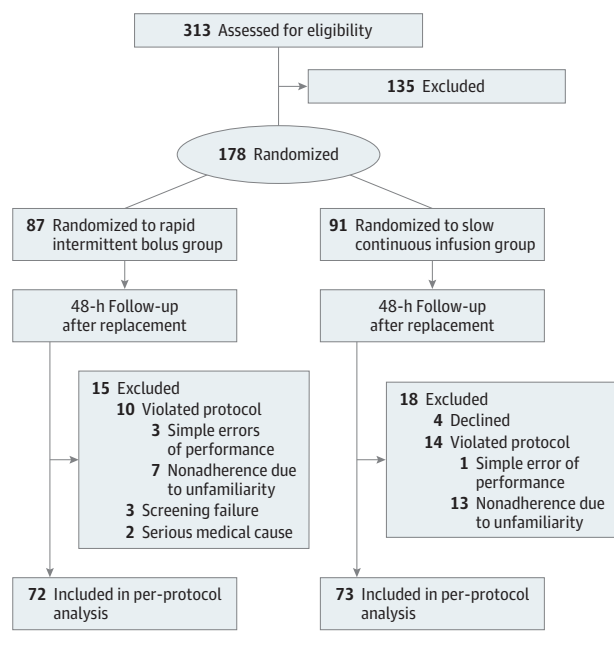 313 Assessed for eligibility
135 Excluded
178 Randomized
87 Randomized to rapid
intermittent bolus group
91 Randomized to slow
continuous infusion group
48-h Follow-up
after replacement
48-h Follow-up
after replacement
15 Excluded
10 Violated protocol
3 Simple errors
of performance
7 Nonadherence due
to unfamiliarity
3 Screening failure
2 Serious medical cause
18 Excluded
4 Declined
14 Violated protocol
1 Simple error of
performance
13 Nonadherence due
to unfamiliarity
72 Included in per-protocol
analysis
73 Included in per-protocol
analysis